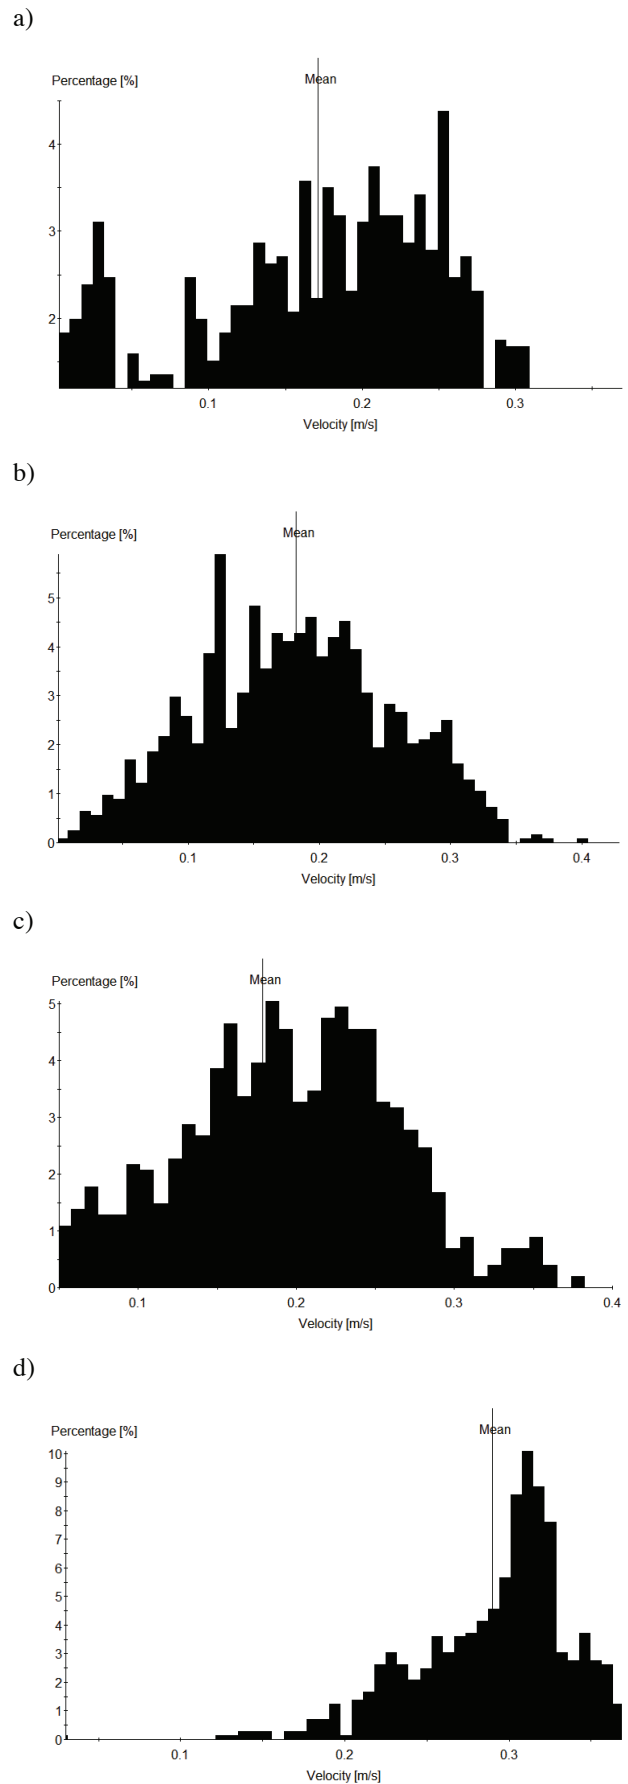 a)
Percentage [%]
Mean
4
3
2
0.1 0.2 0.3
Velocity [m/s]
b)
Percentage [%]
Mean
5
4
3
2
1
0
0.1 0.2 0.3 0.4
Velocity [m/s]
c)
Percentage [%]
Mean
5
4
3
2
1
0
0.1 0.2 0.3 0.4
Velocity [m/s]
d)
Percentage [%]
Mean
10
9
8
7
6
5
4
3
2
1
0
0.1 0.2 0.3
Velocity [m/s]